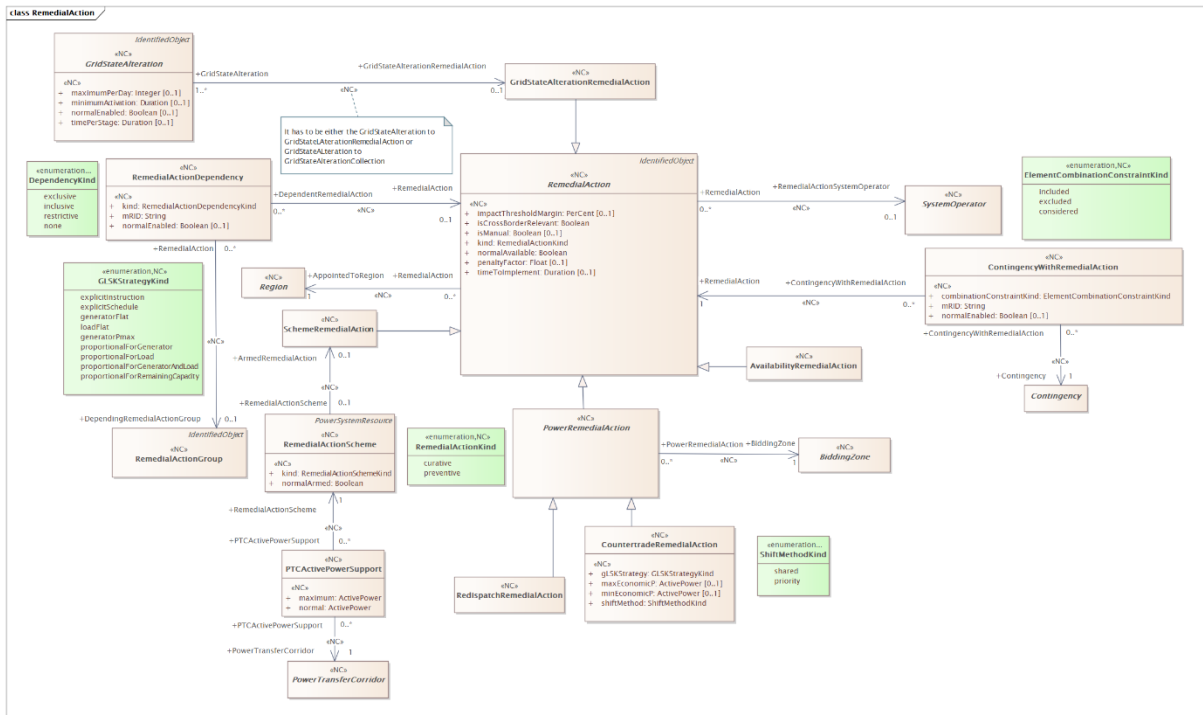 class RemedialAction
IdentifiedObject
«NC»
GridStateAlteration
«NC»
+ maximumPerDay: Integer [0..1]
+ minimumActivation: Duration [0..1]
+ normalEnabled: Boolean [0..1]
+ timePerStage: Duration [0..1]
+GridStateAlteration
1..*
«NC»
+GridStateAlterationRemedialAction
0..1
«NC»
GridStateAlterationRemedialAction
It has to be either the GridStateAlteration to
GridStateLAterationRemedialAction or
GridStateALteration to
GridStateAlterationCollection
«enumeration...
DependencyKind
exclusive
inclusive
restrictive
none
«NC»
RemedialActionDependency
«NC»
+ kind: RemedialActionDependencyKind
+ mRID: String
+ normalEnabled: Boolean [0..1]
+DependentRemedialAction
0..*
«NC»
+RemedialAction
0..1
IdentifiedObject
«NC»
RemedialAction
«NC»
+ impactThresholdMargin: PerCent [0..1]
+ isCrossBorderRelevant: Boolean
+ isManual: Boolean [0..1]
+ kind: RemedialActionKind
+ normalAvailable: Boolean
+ penaltyFactor: Float [0..1]
+ timeToImplement: Duration [0..1]
+RemedialAction
0..*
+RemedialActionSystemOperator
«NC»
0..1
«NC»
SystemOperator
«enumeration,NC»
ElementCombinationConstraintKind
included
excluded
considered
+RemedialAction
0..*
«enumeration,NC»
GLSKStrategyKind
explicitInstruction
explicitSchedule
generatorFlat
loadFlat
generatorPmax
proportionalForGenerator
proportionalForLoad
proportionalForGeneratorAndLoad
proportionalForRemainingCapacity
«NC»
+DependingRemedialActionGroup
0..1
IdentifiedObject
«NC»
RemedialActionGroup
«NC»
Region
+AppointedToRegion
1
«NC»
+RemedialAction
0..*
+RemedialAction
1
«NC»
+ContingencyWithRemedialAction
0..*
«NC»
ContingencyWithRemedialAction
«NC»
+ combinationConstraintKind: ElementCombinationConstraintKind
+ mRID: String
+ normalEnabled: Boolean [0..1]
+ContingencyWithRemedialAction
0..*
«NC»
+Contingency
1
«NC»
Contingency
«NC»
SchemeRemedialAction
+ArmedRemedialAction
0..1
«NC»
+RemedialActionScheme
0..1
«NC»
AvailabilityRemedialAction
PowerSystemResource
«NC»
RemedialActionScheme
«NC»
+ kind: RemedialActionSchemeKind
+ normalArmed: Boolean
«enumeration,NC»
RemedialActionKind
curative
preventive
«NC»
PowerRemedialAction
+PowerRemedialAction
0..*
«NC»
+BiddingZone
1
«NC»
BiddingZone
+RemedialActionScheme
1
«NC»
+PTCActivePowerSupport
0..*
«NC»
PTCActivePowerSupport
«NC»
+ maximum: ActivePower
+ normal: ActivePower
+PTCActivePowerSupport
0..*
«NC»
+PowerTransferCorridor
1
«NC»
PowerTransferCorridor
«NC»
RedispatchRemedialAction
«NC»
CountertradeRemedialAction
«NC»
+ gLSKStrategy: GLSKStrategyKind
+ maxEconomicP: ActivePower [0..1]
+ minEconomicP: ActivePower [0..1]
+ shiftMethod: ShiftMethodKind
«enumeration...
ShiftMethodKind
shared
priority